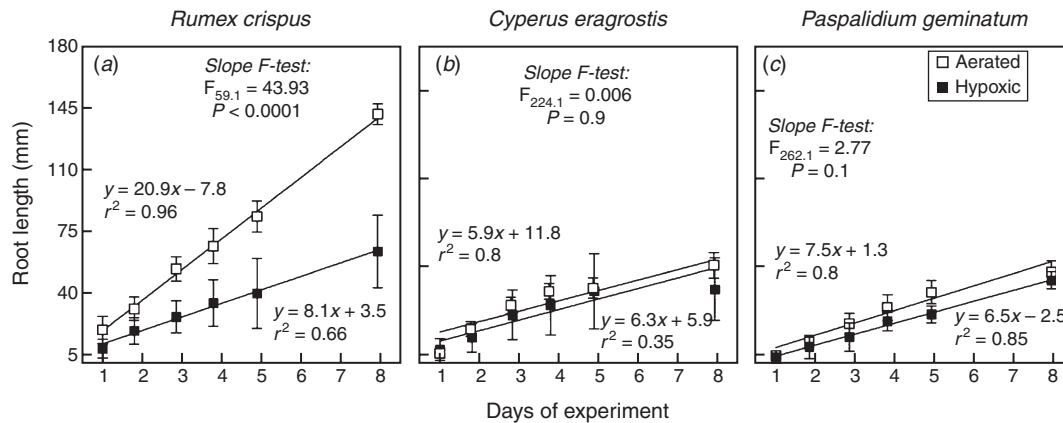 Rumex crispus
Cyperus eragrostis
Paspalidium geminatum
180
145
110
75
40
5
Root length (mm)
(a)
Slope F-test:
F59.1 = 43.93
P < 0.0001
y = 20.9x – 7.8
r² = 0.96
y = 8.1x + 3.5
r² = 0.66
1 2 3 4 5 6 7 8
(b)
Slope F-test:
F224.1 = 0.006
P = 0.9
y = 5.9x + 11.8
r² = 0.8
y = 6.3x + 5.9
r² = 0.35
1 2 3 4 5 6 7 8
(c)
Aerated
Hypoxic
Slope F-test:
F262.1 = 2.77
P = 0.1
y = 7.5x + 1.3
r² = 0.8
y = 6.5x – 2.5
r² = 0.85
1 2 3 4 5 6 7 8
Days of experiment